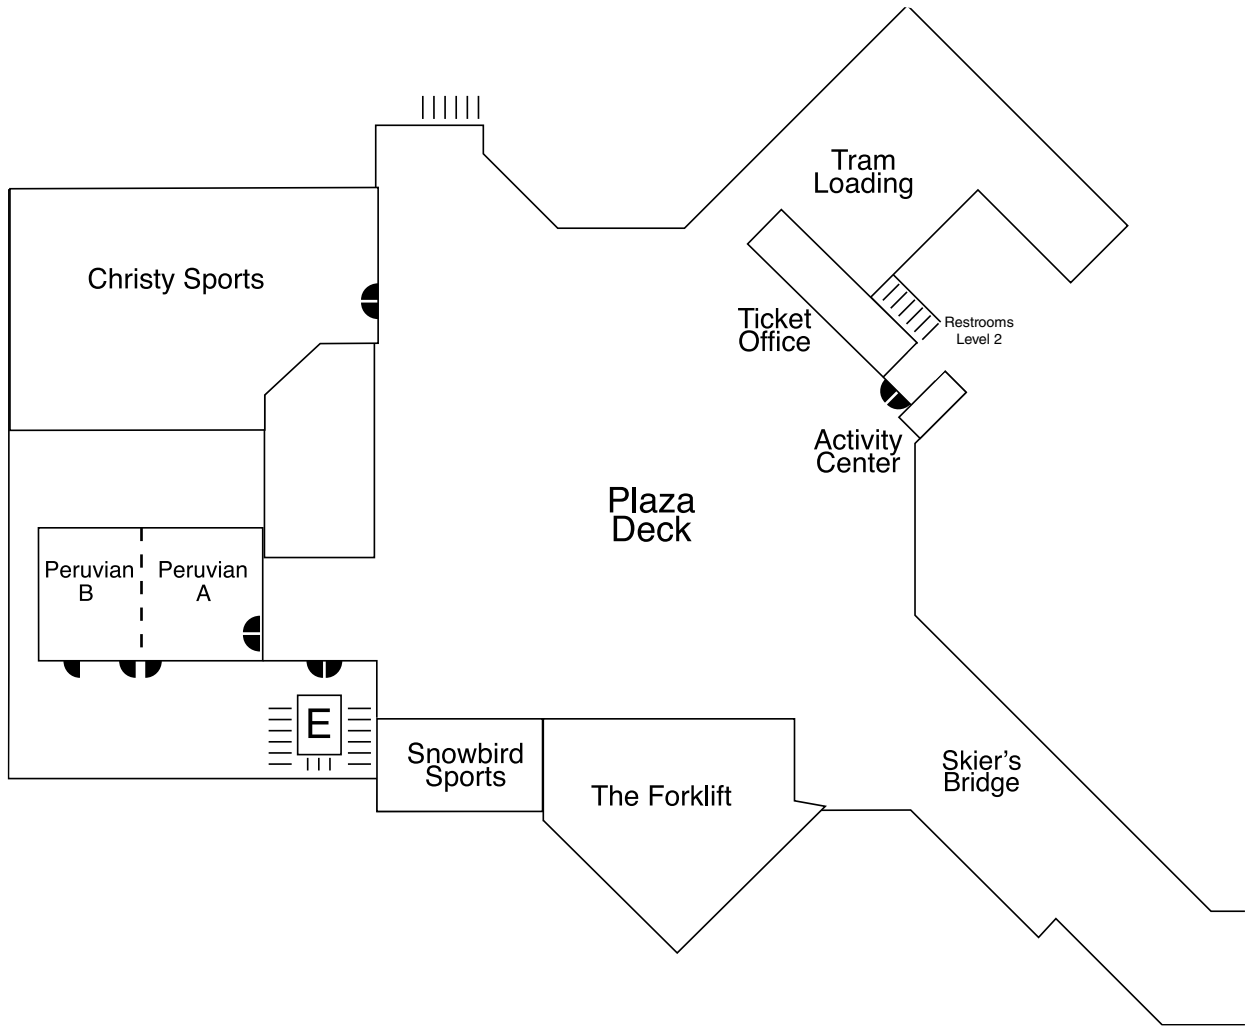 Tram
Loading
Christy Sports
Ticket
Office
Restrooms
Level 2
Activity
Center
Plaza
Deck
Peruvian
B
Peruvian
A
E
Snowbird
Sports
The Forklift
Skier's
Bridge